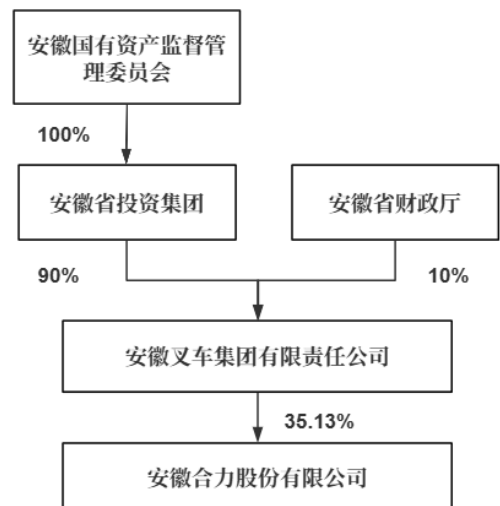 安徽国有资产监督管
理委员会
100%
安徽省投资集团
安徽省财政厅
90%
10%
安徽叉车集团有限责任公司
35.13%
安徽合力股份有限公司